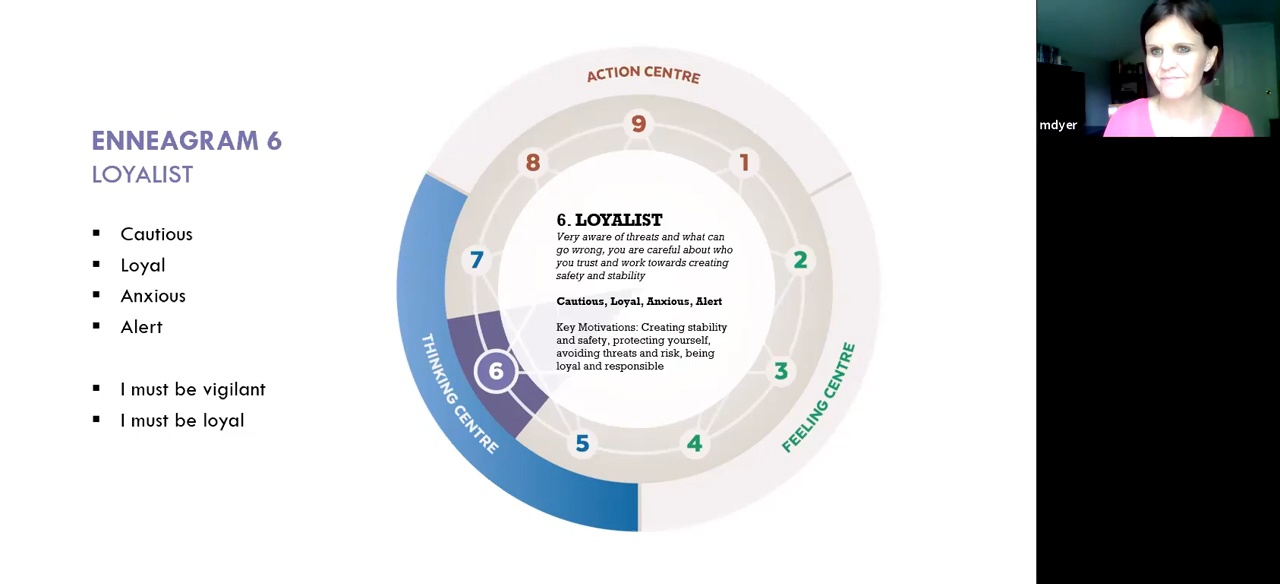 ENNEAGRAM 6
LOYALIST
▪ Cautious
▪ Loyal
▪ Anxious
▪ Alert
▪ I must be vigilant
▪ I must be loyal
ACTION CENTRE
9
8
1
7
2
6
3
5
4
THINKING CENTRE
FEELING CENTRE
6. LOYALIST
Very aware of threats and what can
go wrong, you are careful about who
you trust and work towards creating
safety and stability
Cautious, Loyal, Anxious, Alert
Key Motivations: Creating stability
and safety, protecting yourself,
avoiding threats and risk, being
loyal and responsible
mdyer